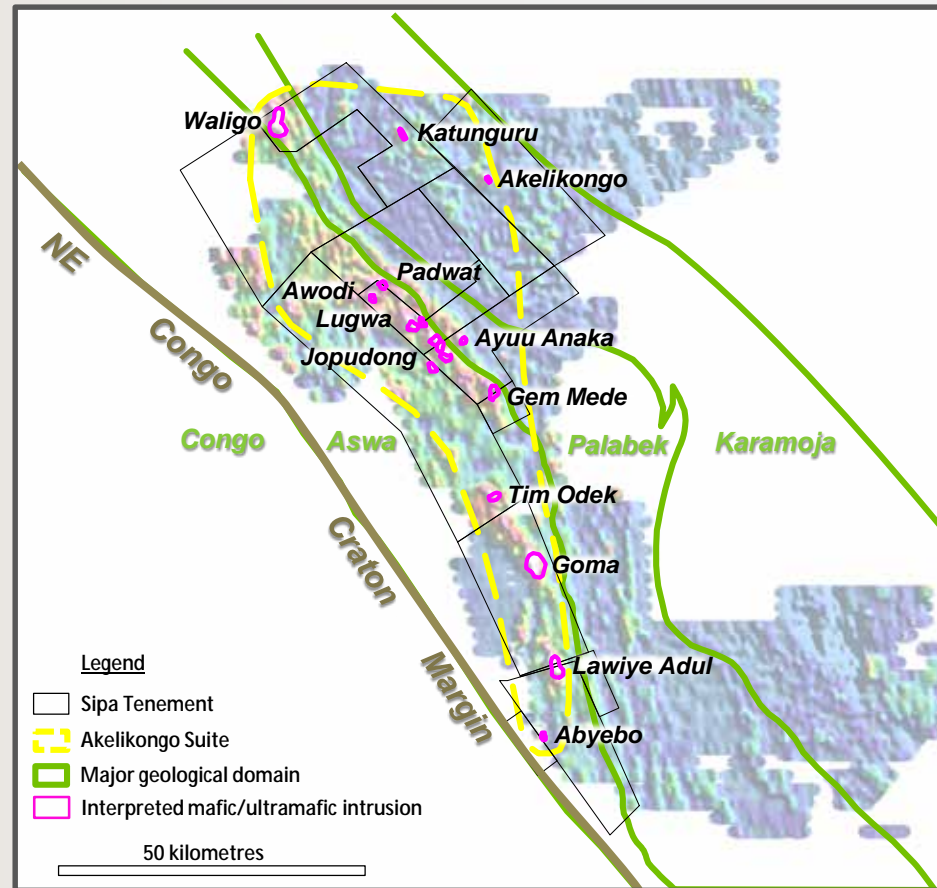 Waligo
Katunguru
Akelikongo
NE
Padwat
Awodi
Congo
Lugwa
Ayuu Anaka
Jopudong
Gem Mede
Congo
Aswa
Palabek
Karamoja
Tim Odek
Craton
Goma
Margin
Lawiye Adul
Abyebo
Legend
Sipa Tenement
Akelikongo Suite
Major geological domain
Interpreted mafic/ultramafic intrusion
50 kilometres